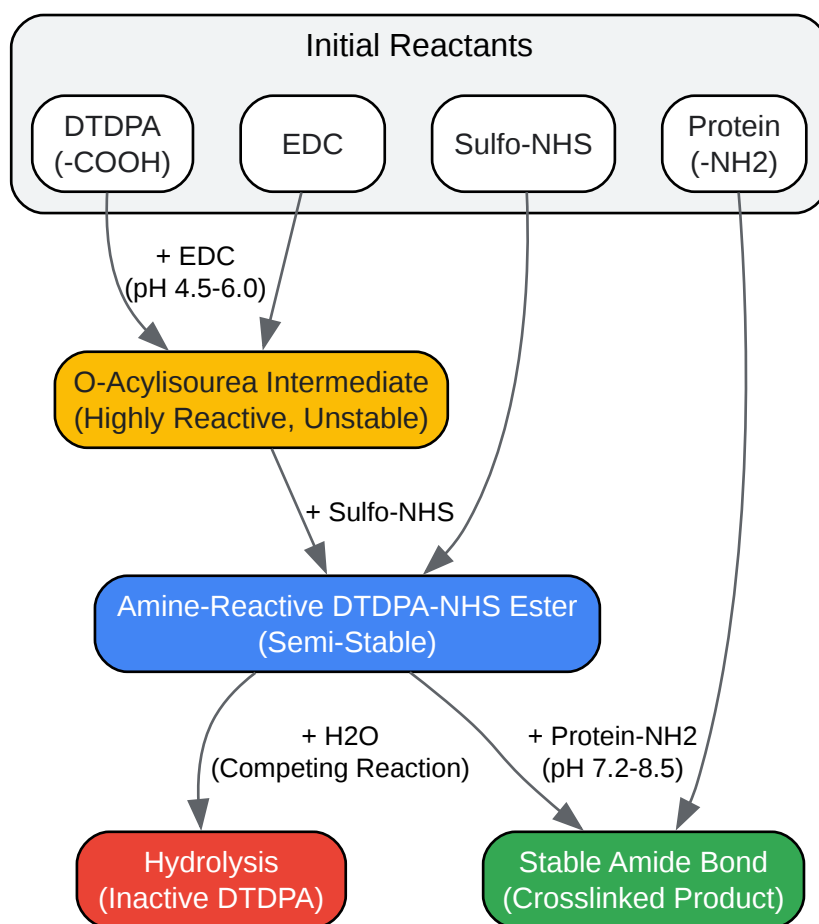 Initial Reactants
DTDPA
(-COOH)
EDC
Sulfo-NHS
Protein
(-NH2)
+ EDC
(pH 4.5-6.0)
O-Acylisourea Intermediate
(Highly Reactive, Unstable)
+ Sulfo-NHS
Amine-Reactive DTDPA-NHS Ester
(Semi-Stable)
+ H2O
(Competing Reaction)
+ Protein-NH2
(pH 7.2-8.5)
Hydrolysis
(Inactive DTDPA)
Stable Amide Bond
(Crosslinked Product)